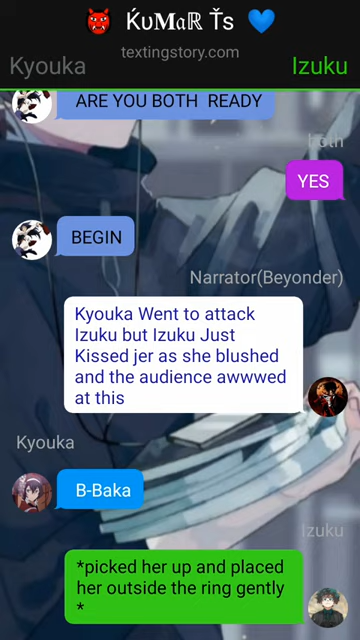 👹 Ḱυᴍαℝ Ťs 💙
textingstory.com
Kyouka
Izuku
ARE YOU BOTH READY
both
YES
BEGIN
Narrator(Beyonder)
Kyouka Went to attack
Izuku but Izuku Just
Kissed jer as she blushed
and the audience awwwed
at this
Kyouka
B-Baka
Izuku
*picked her up and placed
her outside the ring gently
*